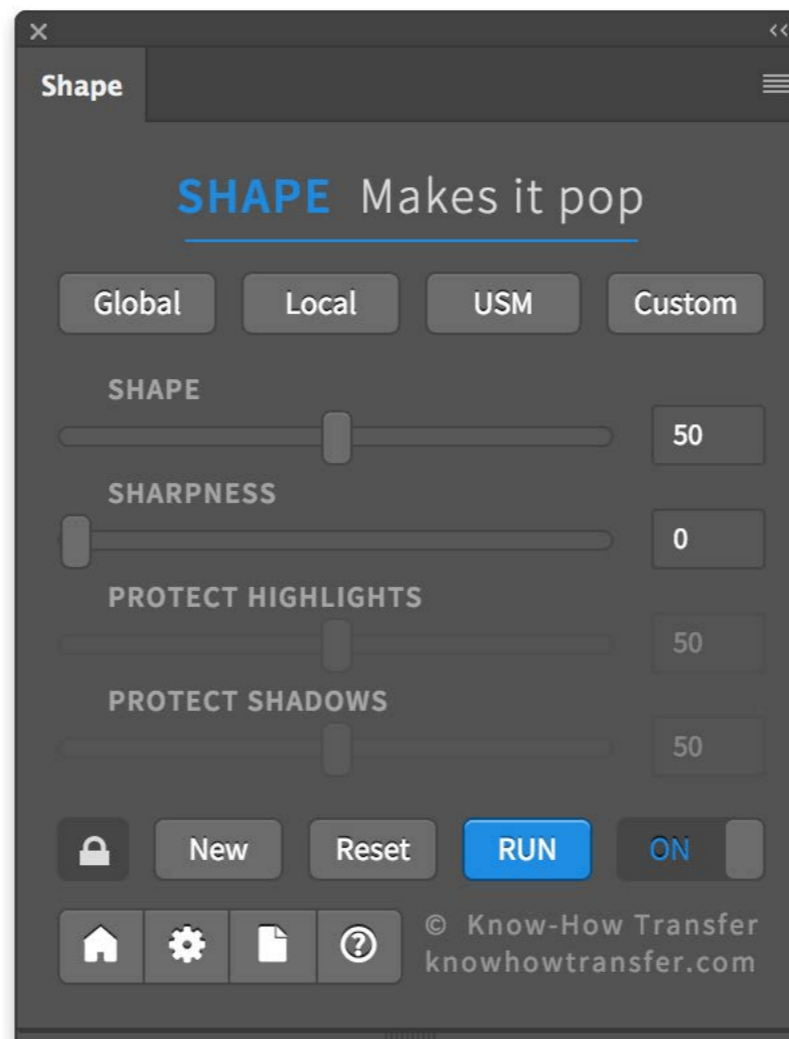 Shape
SHAPE Makes it pop
Global Local USM Custom
SHAPE
50
SHARPNESS
0
PROTECT HIGHLIGHTS
50
PROTECT SHADOWS
50
New Reset RUN ON
© Know-How Transfer
knowhowtransfer.com